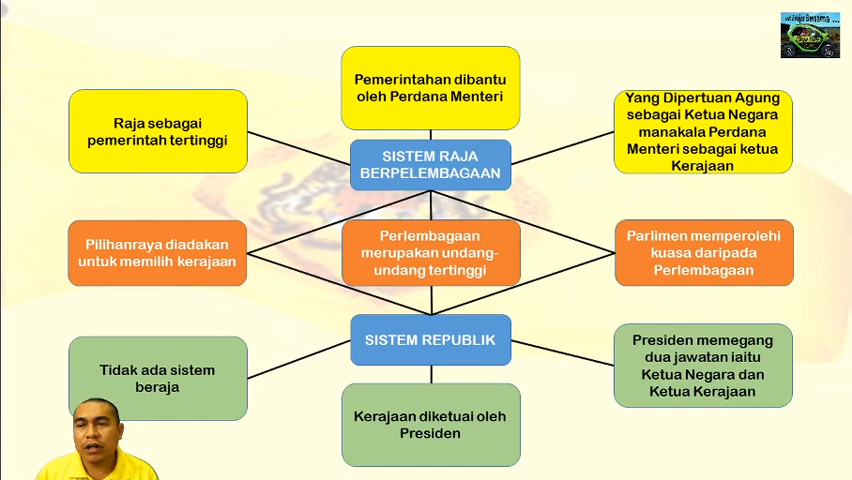 Pemerintahan dibantu
oleh Perdana Menteri
Raja sebagai
pemerintah tertinggi
Yang Dipertuan Agung
sebagai Ketua Negara
manakala Perdana
Menteri sebagai ketua
Kerajaan
SISTEM RAJA
BERPELEMBAGAAN
Pilihanraya diadakan
untuk memilih kerajaan
Perlembagaan
merupakan undang-
undang tertinggi
Parlimen memperolehi
kuasa daripada
Perlembagaan
SISTEM REPUBLIK
Tidak ada sistem
beraja
Kerajaan diketuai oleh
Presiden
Presiden memegang
dua jawatan iaitu
Ketua Negara dan
Ketua Kerajaan